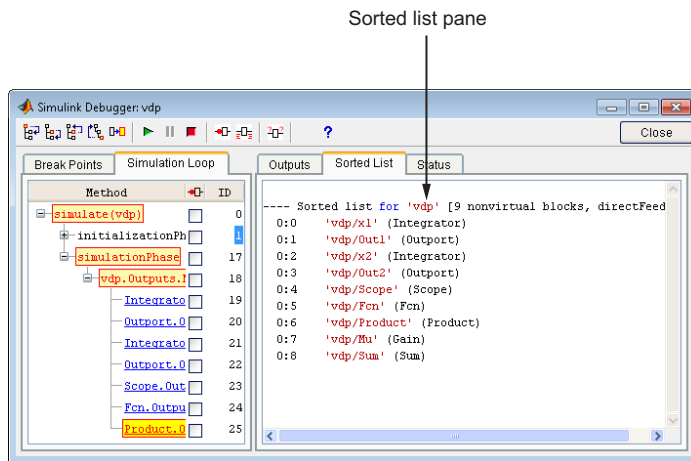 Sorted list pane
Simulink Debugger: vdp
? Close
Break Points Simulation Loop
Outputs Sorted List Status
Method ID
simulate(vdp) 0
initializationPh 1
simulationPhase 17
vdp.Outputs. 18
Integrato 19
Outport.O 20
Integrato 21
Outport.O 22
Scope.Out 23
Fcn.Outpu 24
Product.O 25
---- Sorted list for 'vdp' [9 nonvirtual blocks, directFeed
0:0 'vdp/x1' (Integrator)
0:1 'vdp/Out1' (Outport)
0:2 'vdp/x2' (Integrator)
0:3 'vdp/Out2' (Outport)
0:4 'vdp/Scope' (Scope)
0:5 'vdp/Fcn' (Fcn)
0:6 'vdp/Product' (Product)
0:7 'vdp/Mu' (Gain)
0:8 'vdp/Sum' (Sum)